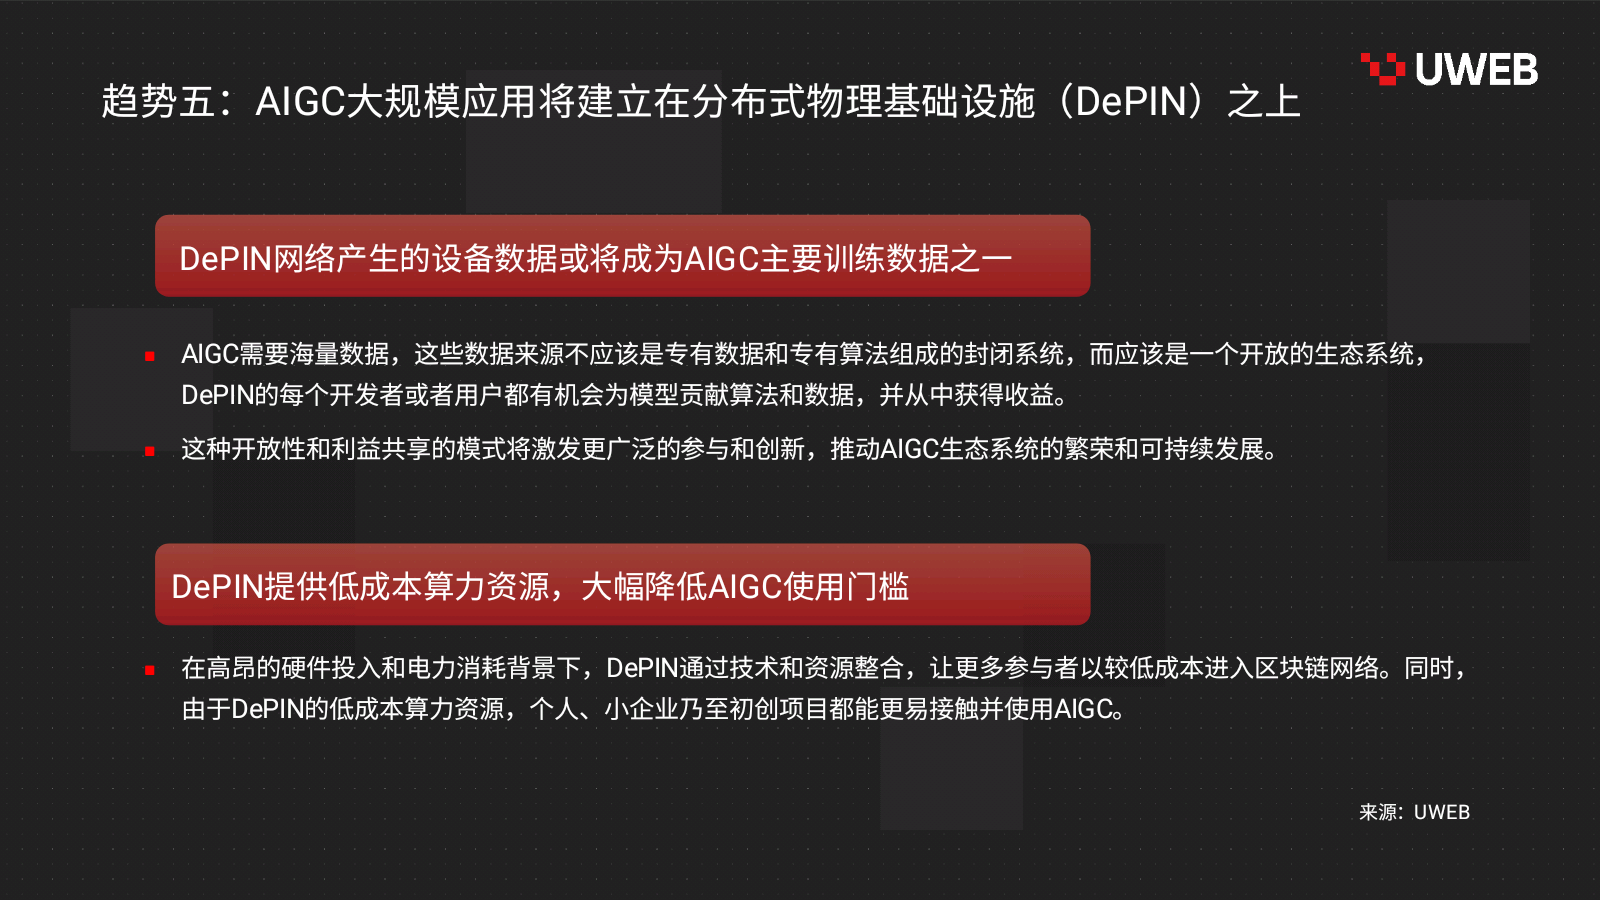 UWEB
趋势五：AIGC大规模应用将建立在分布式物理基础设施（DePIN）之上
DePIN网络产生的设备数据或将成为AIGC主要训练数据之一
AIGC需要海量数据，这些数据来源不应该是专有数据和专有算法组成的封闭系统，而应该是一个开放的生态系统，
DePIN的每个开发者或者用户都有机会为模型贡献算法和数据，并从中获得收益。
这种开放性和利益共享的模式将激发更广泛的参与和创新，推动AIGC生态系统的繁荣和可持续发展。
DePIN提供低成本算力资源，大幅降低AIGC使用门槛
在高昂的硬件投入和电力消耗背景下，DePIN通过技术和资源整合，让更多参与者以较低成本进入区块链网络。同时，
由于DePIN的低成本算力资源，个人、小企业乃至初创项目都能更易接触并使用AIGC。
来源：UWEB